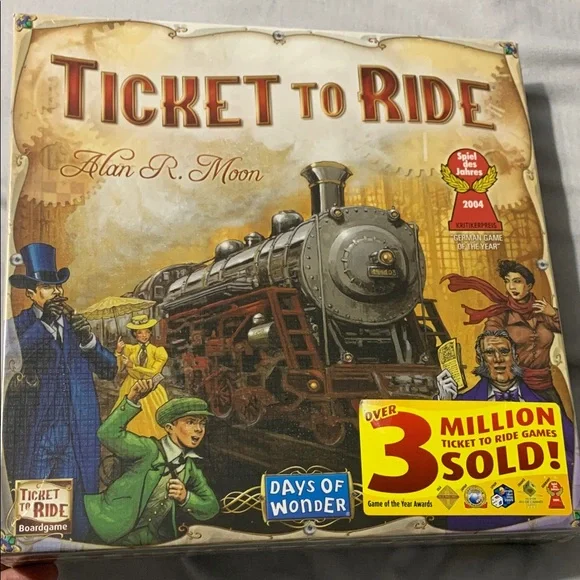 TICKET TO RIDE
Alan R. Moon
Spiel
des
Jahres
2004
KRITIKERPREIS
"GERMAN GAME
OF THE YEAR"
OVER
3 MILLION
TICKET TO RIDE GAMES
SOLD!
Game of the Year Awards
DAYS OF
WONDER
TICKET
TO RIDE
Boardgame